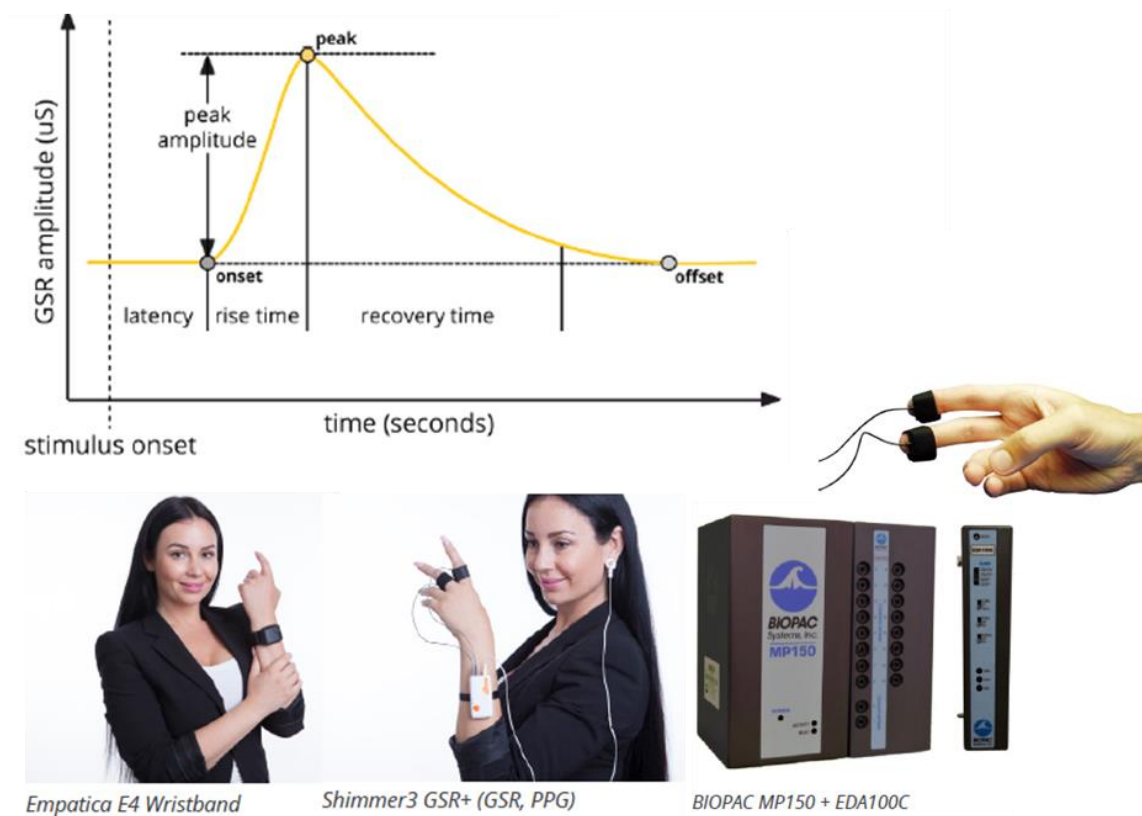 peak
peak
amplitude
GSR amplitude (uS)
onset
offset
latency
rise time
recovery time
time (seconds)
stimulus onset
BIOPAC
Systems, Inc.
MP150
BIOPAC
Empatica E4 Wristband
Shimmer3 GSR+ (GSR, PPG)
BIOPAC MP150 + EDA100C